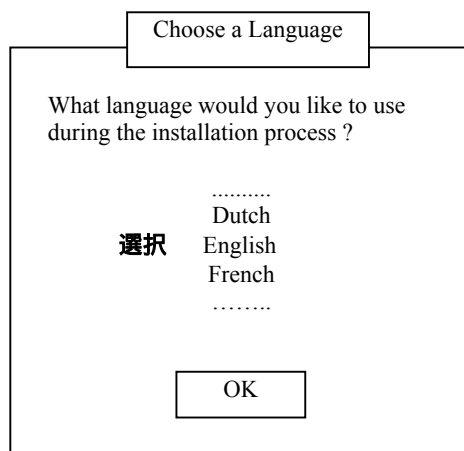 Choose a Language
What language would you like to use
during the installation process ?
..........
Dutch
選択 English
French
……..
OK